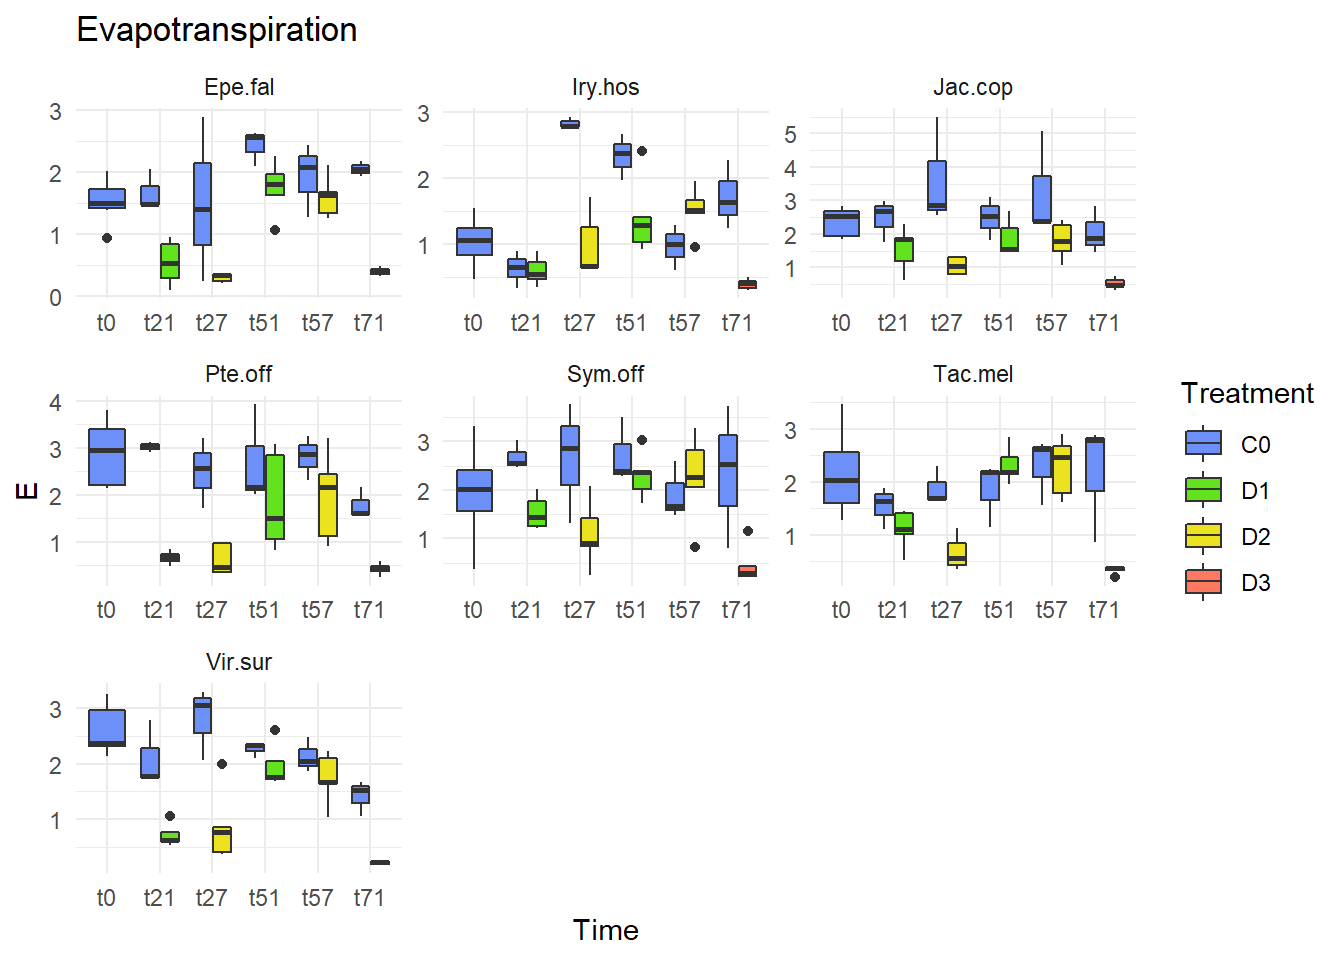 Evapotranspiration
Epe.fal Iry.hos Jac.cop
3
2
1
0
3
2
1
5
4
3
2
1
t0 t21 t27 t51 t57 t71 t0 t21 t27 t51 t57 t71 t0 t21 t27 t51 t57 t71
Pte.off Sym.off Tac.mel
4
3
2
1
3
2
1
3
2
1
t0 t21 t27 t51 t57 t71 t0 t21 t27 t51 t57 t71 t0 t21 t27 t51 t57 t71
Vir.sur
3
2
1
t0 t21 t27 t51 t57 t71
E
Time
Treatment
C0
D1
D2
D3